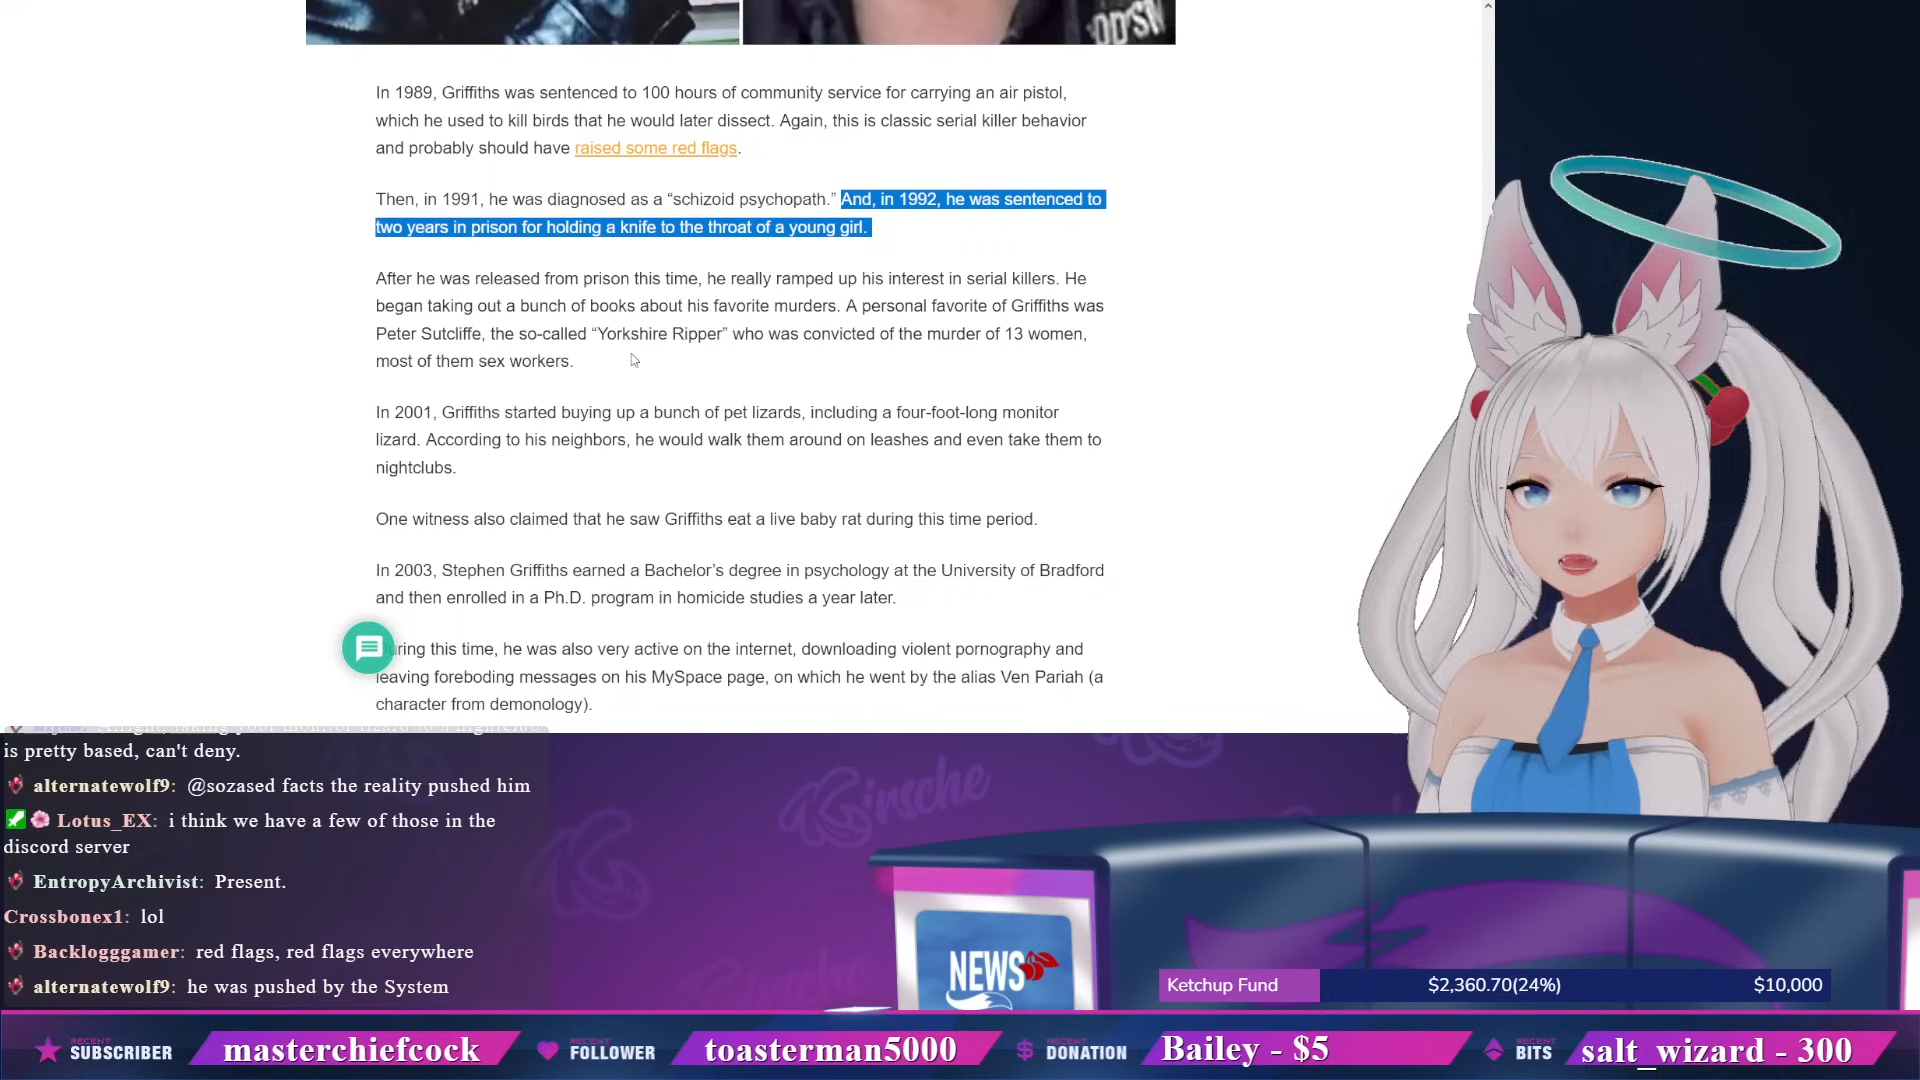 OD'SN
In 1989, Griffiths was sentenced to 100 hours of community service for carrying an air pistol,
which he used to kill birds that he would later dissect. Again, this is classic serial killer behavior
and probably should have raised some red flags.
Then, in 1991, he was diagnosed as a “schizoid psychopath.” And, in 1992, he was sentenced to
two years in prison for holding a knife to the throat of a young girl.
After he was released from prison this time, he really ramped up his interest in serial killers. He
began taking out a bunch of books about his favorite murders. A personal favorite of Griffiths was
Peter Sutcliffe, the so-called “Yorkshire Ripper” who was convicted of the murder of 13 women,
most of them sex workers.
In 2001, Griffiths started buying up a bunch of pet lizards, including a four-foot-long monitor
lizard. According to his neighbors, he would walk them around on leashes and even take them to
nightclubs.
One witness also claimed that he saw Griffiths eat a live baby rat during this time period.
In 2003, Stephen Griffiths earned a Bachelor’s degree in psychology at the University of Bradford
and then enrolled in a Ph.D. program in homicide studies a year later.
uring this time, he was also very active on the internet, downloading violent pornography and
leaving foreboding messages on his MySpace page, on which he went by the alias Ven Pariah (a
character from demonology).
taking your monitor lizard to a nightclub
is pretty based, can't deny.
alternatewolf9: @sozased facts the reality pushed him
Lotus_EX: i think we have a few of those in the
discord server
EntropyArchivist: Present.
Crossbonex1: lol
Backlogggamer: red flags, red flags everywhere
alternatewolf9: he was pushed by the System
Kirsche
NEWS
Ketchup Fund $2,360.70(24%) $10,000
RECENT SUBSCRIBER masterchiefcock RECENT FOLLOWER toasterman5000 RECENT DONATION Bailey - $5 RECENT BITS salt_wizard - 300